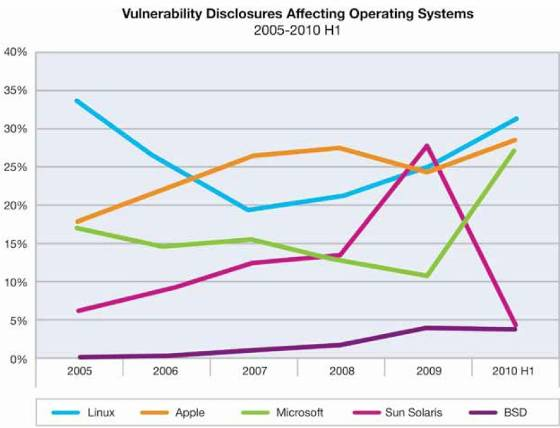 Vulnerability Disclosures Affecting Operating Systems
2005-2010 H1
40%
35%
30%
25%
20%
15%
10%
5%
0%
2005 2006 2007 2008 2009 2010 H1
Linux Apple Microsoft Sun Solaris BSD